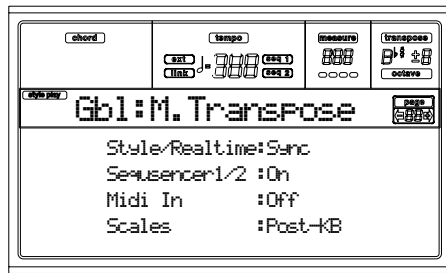 chord tempo measure transpose
ext seq 1
link seq 2
octave
style play page
Gbl:M.Transpose
Style/Realtime:Sync
Sequsencer1/2 :On
Midi In :Off
Scales :Post-KB